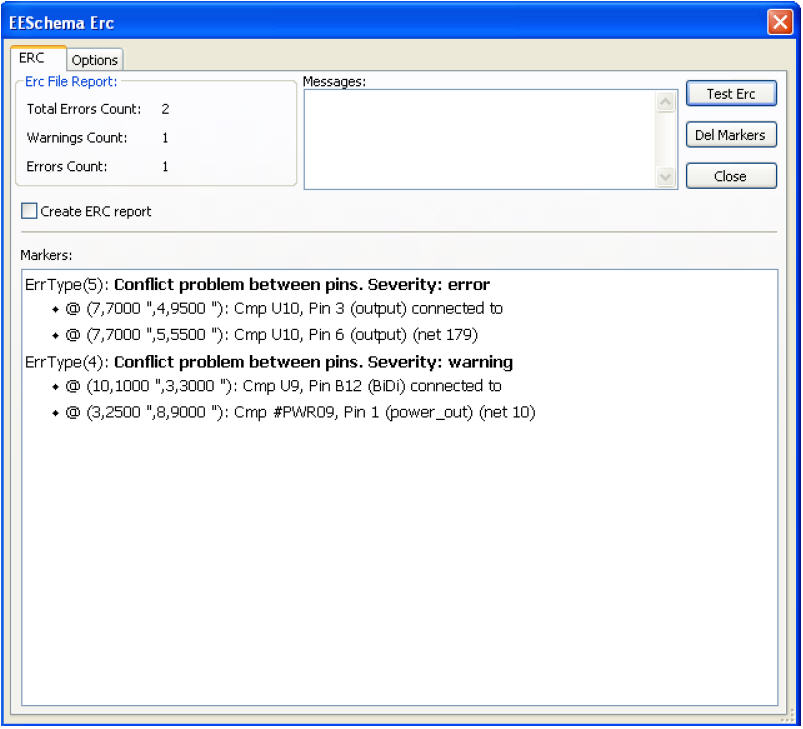 EESchema Erc
ERC Options
Erc File Report:
Total Errors Count: 2
Warnings Count: 1
Errors Count: 1
Messages:
Test Erc
Del Markers
Close
Create ERC report
Markers:
ErrType(5): Conflict problem between pins. Severity: error
• @ (7,7000 ",4,9500 "): Cmp U10, Pin 3 (output) connected to
• @ (7,7000 ",5,5500 "): Cmp U10, Pin 6 (output) (net 179)
ErrType(4): Conflict problem between pins. Severity: warning
• @ (10,1000 ",3,3000 "): Cmp U9, Pin B12 (BiDi) connected to
• @ (3,2500 ",8,9000 "): Cmp #PWR09, Pin 1 (power_out) (net 10)